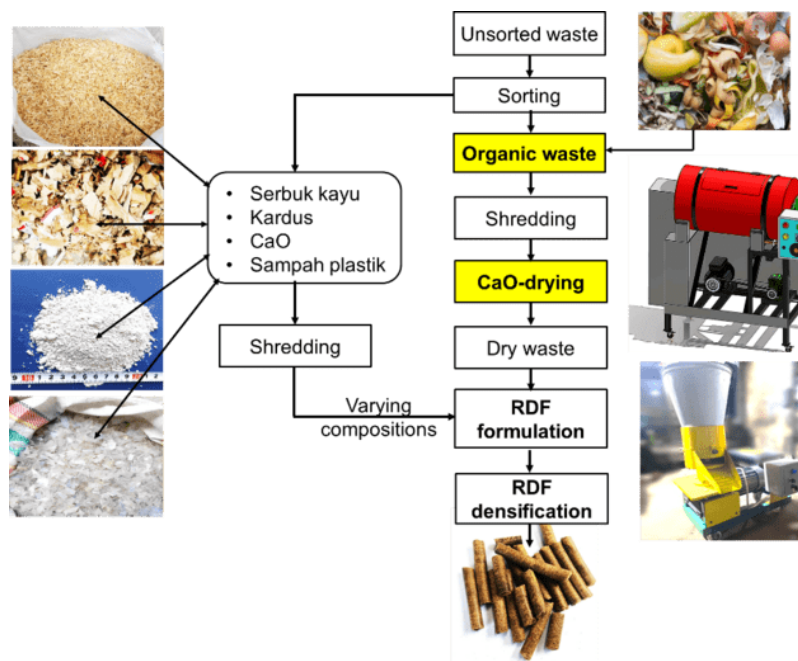 Unsorted waste
Sorting
Organic waste
• Serbuk kayu
• Kardus
• CaO
• Sampah plastik
Shredding
CaO-drying
Shredding
Dry waste
Varying
compositions
RDF
formulation
RDF
densification